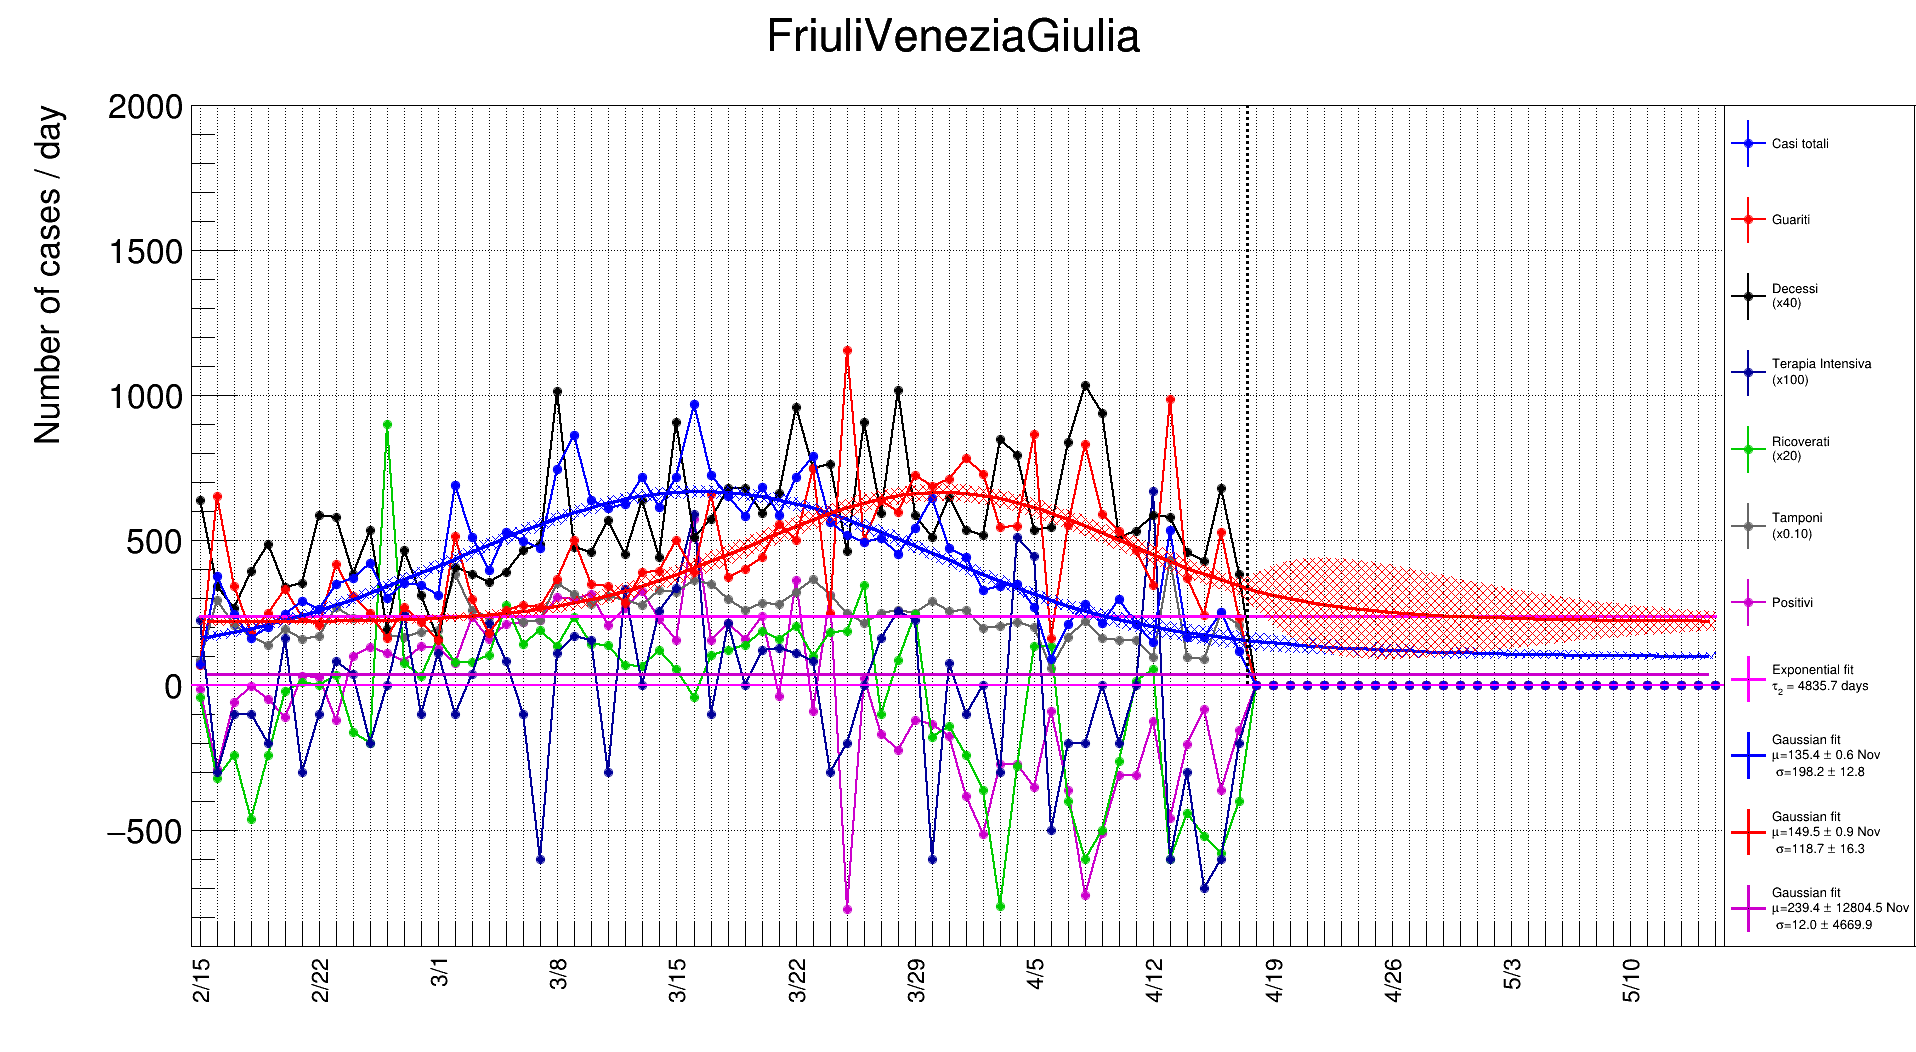 FriuliVeneziaGiulia
Number of cases / day
2000
1500
1000
500
0
−500
2/15
2/22
3/1
3/8
3/15
3/22
3/29
4/5
4/12
4/19
4/26
5/3
5/10
Casi totali
Guariti
Decessi
(x40)
Terapia Intensiva
(x100)
Ricoverati
(x20)
Tamponi
(x0.10)
Positivi
Exponential fit
τ₂ = 4835.7 days
Gaussian fit
μ=135.4 ± 0.6 Nov
σ=198.2 ± 12.8
Gaussian fit
μ=149.5 ± 0.9 Nov
σ=118.7 ± 16.3
Gaussian fit
μ=239.4 ± 12804.5 Nov
σ=12.0 ± 4669.9